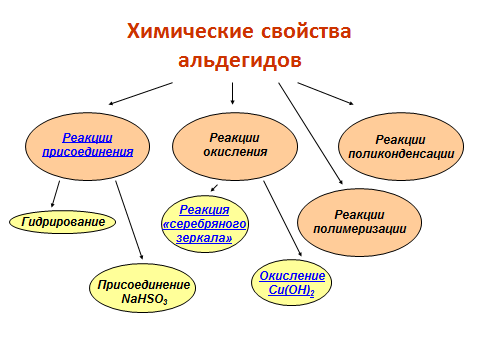 Химические свойства
альдегидов
Реакции
присоединения
Реакции
окисления
Реакции
поликонденсации
Гидрирование
Реакция
«серебряного
зеркала»
Реакции
полимеризации
Присоединение
NaHSO3
Окисление
Cu(OH)2